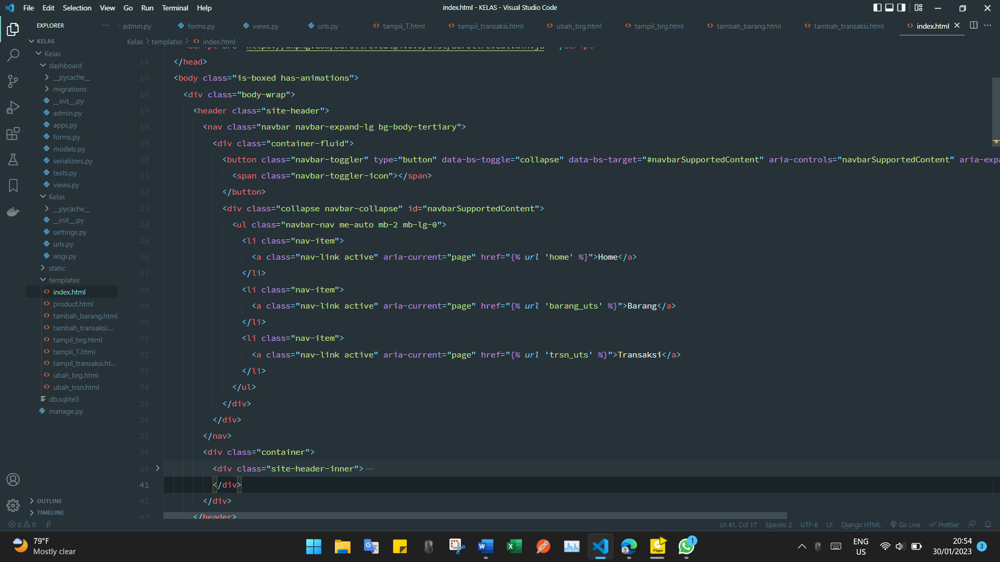 File Edit Selection View Go Run Terminal Help
index.html - KELAS - Visual Studio Code
EXPLORER
admin.py forms.py views.py urls.py tampil_T.html tampil_transaksi.html ubah_brg.html tampil_brg.html tambah_barang.html tambah_transaksi.html index.html
Kelas > templates > index.html
KELAS
Kelas
dashboard
__pycache__
migrations
__init__.py
admin.py
apps.py
forms.py
models.py
serializers.py
tests.py
views.py
Kelas
__pycache__
__init__.py
settings.py
urls.py
wsgi.py
static
templates
index.html
product.html
tambah_barang.html
tambah_transaksi....
tampil_brg.html
tampil_T.html
tampil_transaksi.ht...
ubah_brg.html
ubah_trsn.html
db.sqlite3
manage.py
OUTLINE
TIMELINE
14 </head>
15 <body class="is-boxed has-animations">
16 <div class="body-wrap">
17 <header class="site-header">
18 <nav class="navbar navbar-expand-lg bg-body-tertiary">
19 <div class="container-fluid">
20 <button class="navbar-toggler" type="button" data-bs-toggle="collapse" data-bs-target="#navbarSupportedContent" aria-controls="navbarSupportedContent" aria-expa
21 <span class="navbar-toggler-icon"></span>
22 </button>
23 <div class="collapse navbar-collapse" id="navbarSupportedContent">
24 <ul class="navbar-nav me-auto mb-2 mb-lg-0">
25 <li class="nav-item">
26 <a class="nav-link active" aria-current="page" href="{% url 'home' %}">Home</a>
27 </li>
28 <li class="nav-item">
29 <a class="nav-link active" aria-current="page" href="{% url 'barang_uts' %}">Barang</a>
30 </li>
31 <li class="nav-item">
32 <a class="nav-link active" aria-current="page" href="{% url 'trsn_uts' %}">Transaksi</a>
33 </li>
34 </ul>
35 </div>
36 </div>
37 </nav>
38 <div class="container">
39 <div class="site-header-inner">...
41 </div>
42 </div>
43 </header>
0 0
Ln 41, Col 17 Spaces: 2 UTF-8 LF Django HTML Go Live Prettier
79°F
Mostly clear
1
ENG
US
20:54
30/01/2023
3